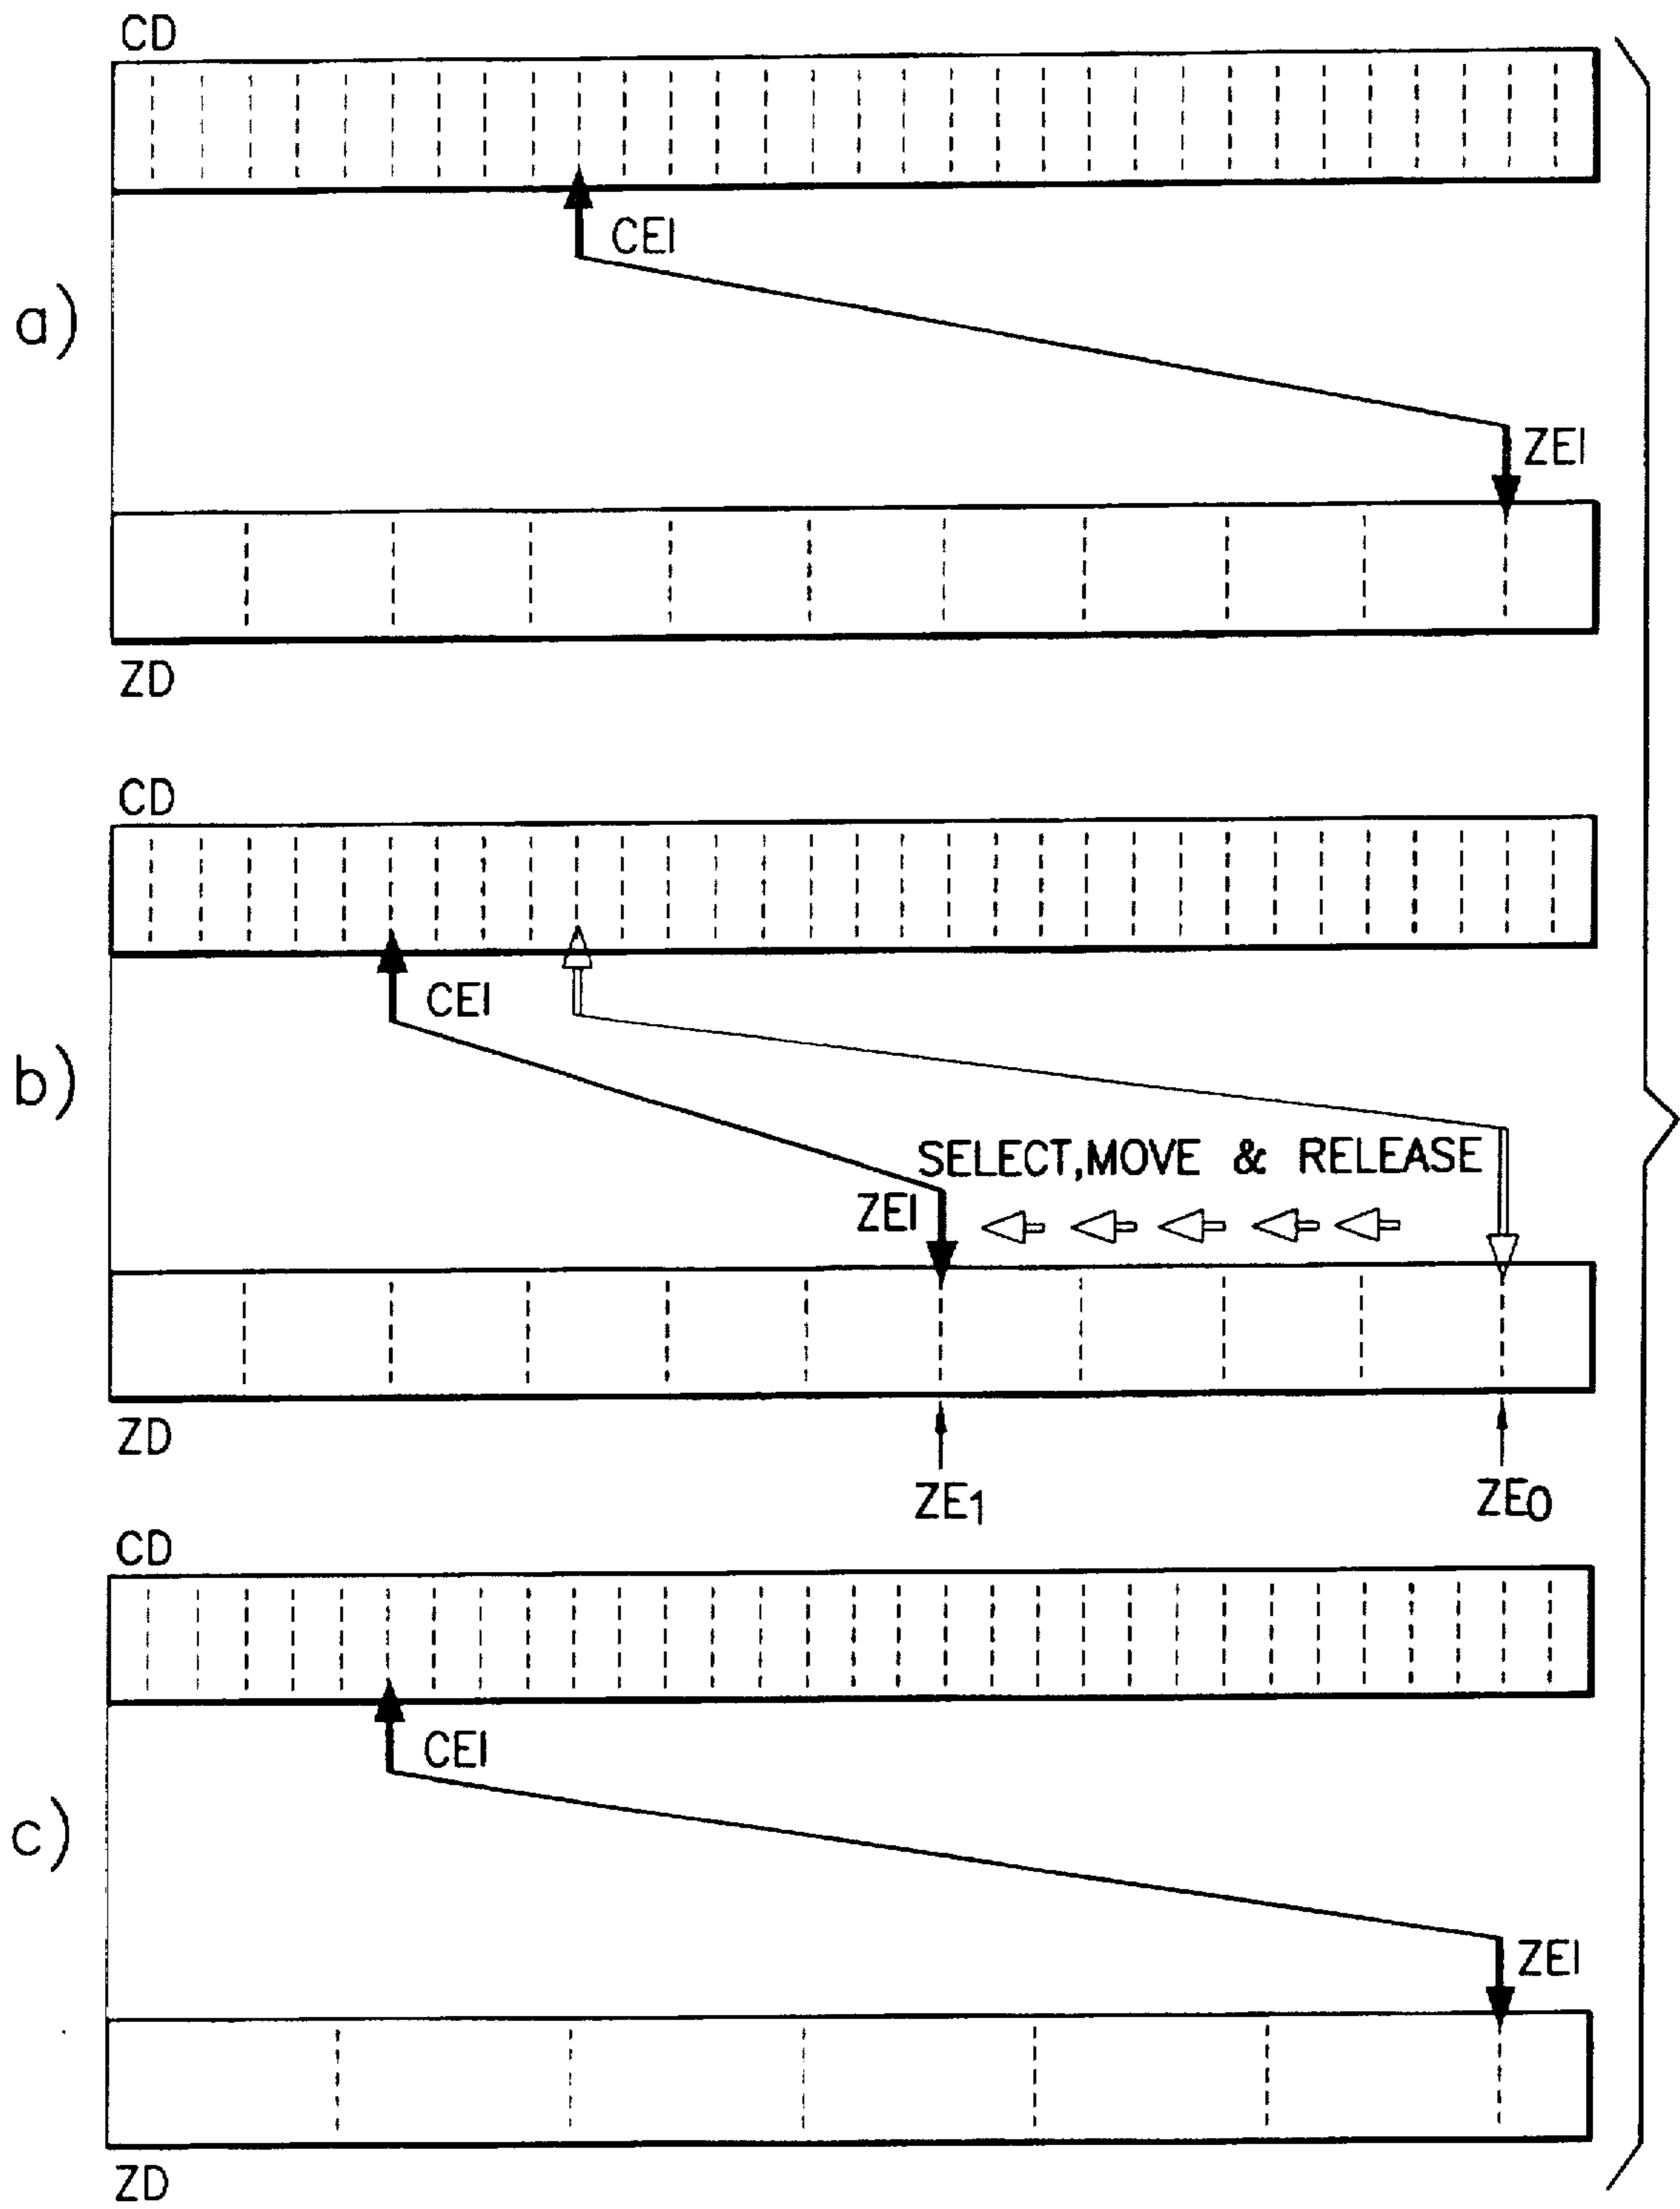 CD
CEI
a)
ZEI
ZD
CD
CEI
b)
SELECT,MOVE & RELEASE
ZEI
ZD
ZE1
ZE0
CD
CEI
c)
ZEI
ZD